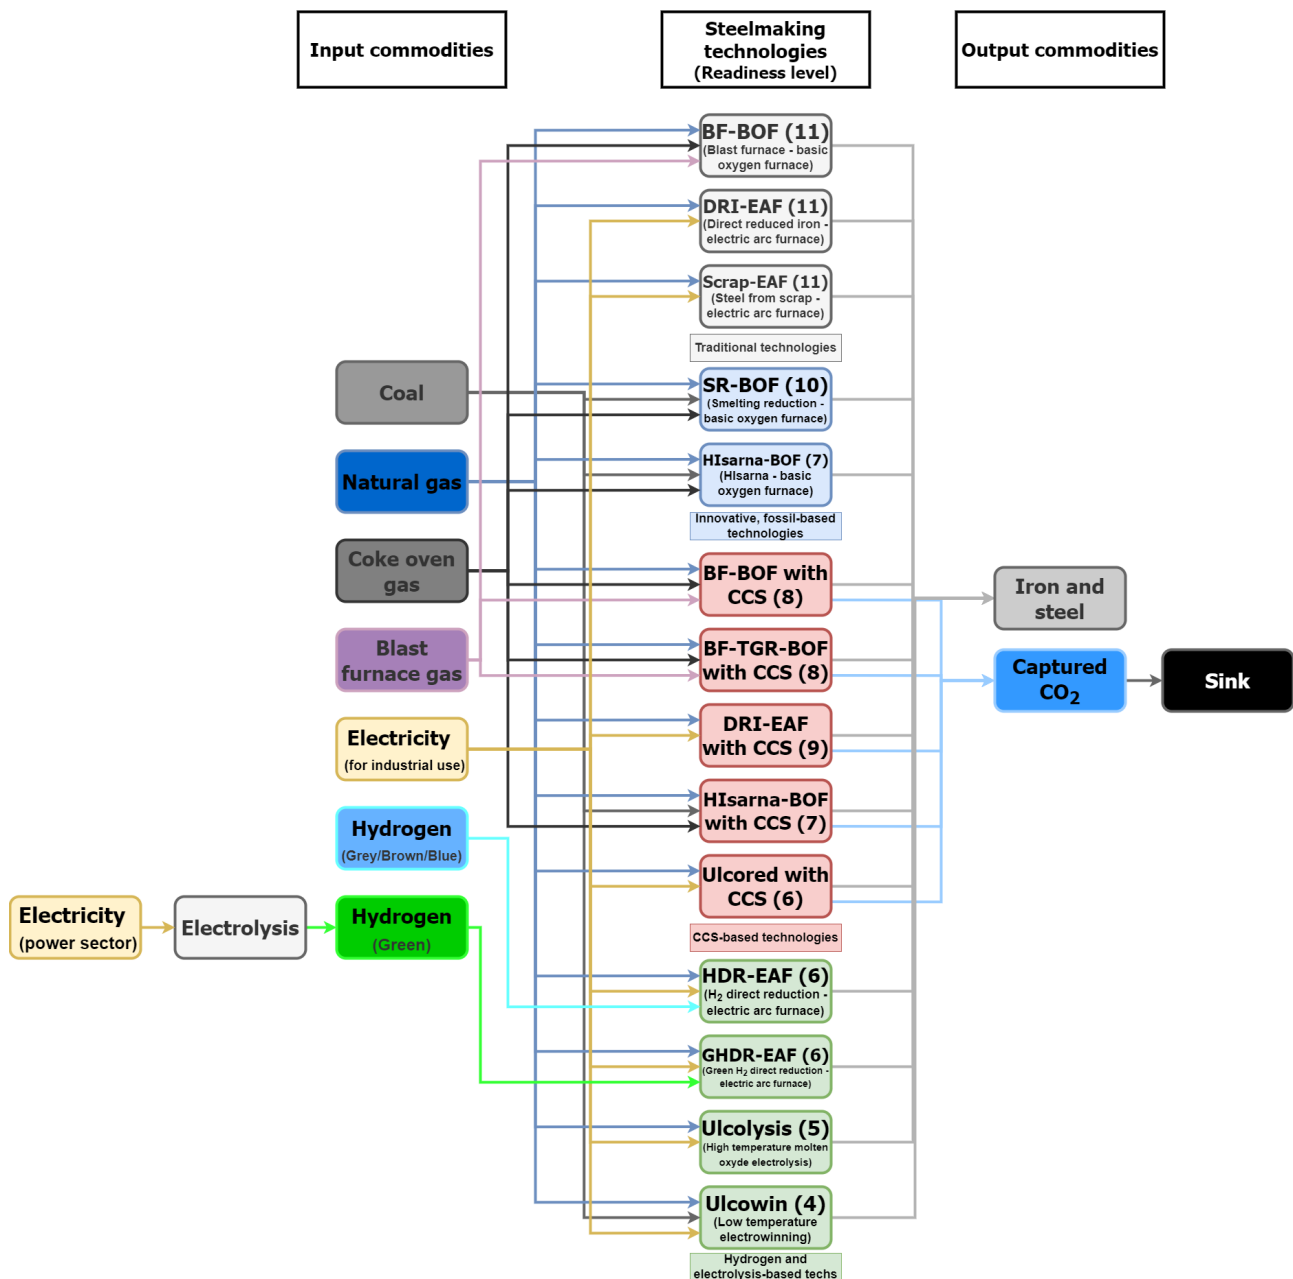 Input commodities
Steelmaking
technologies
(Readiness level)
Output commodities
BF-BOF (11)
(Blast furnace - basic
oxygen furnace)
DRI-EAF (11)
(Direct reduced iron -
electric arc furnace)
Scrap-EAF (11)
(Steel from scrap -
electric arc furnace)
Traditional technologies
Coal
SR-BOF (10)
(Smelting reduction -
basic oxygen furnace)
Natural gas
HIsarna-BOF (7)
(HIsarna - basic
oxygen furnace)
Innovative, fossil-based
technologies
Coke oven
gas
BF-BOF with
CCS (8)
Iron and
steel
Blast
furnace gas
BF-TGR-BOF
with CCS (8)
Captured
CO2
Sink
Electricity
(for industrial use)
DRI-EAF
with CCS (9)
Hydrogen
(Grey/Brown/Blue)
HIsarna-BOF
with CCS (7)
Ulcored with
CCS (6)
Electricity
(power sector)
Electrolysis
Hydrogen
(Green)
CCS-based technologies
HDR-EAF (6)
(H2 direct reduction -
electric arc furnace)
GHDR-EAF (6)
(Green H2 direct reduction -
electric arc furnace)
Ulcolysis (5)
(High temperature molten
oxyde electrolysis)
Ulcowin (4)
(Low temperature
electrowinning)
Hydrogen and
electrolysis-based techs